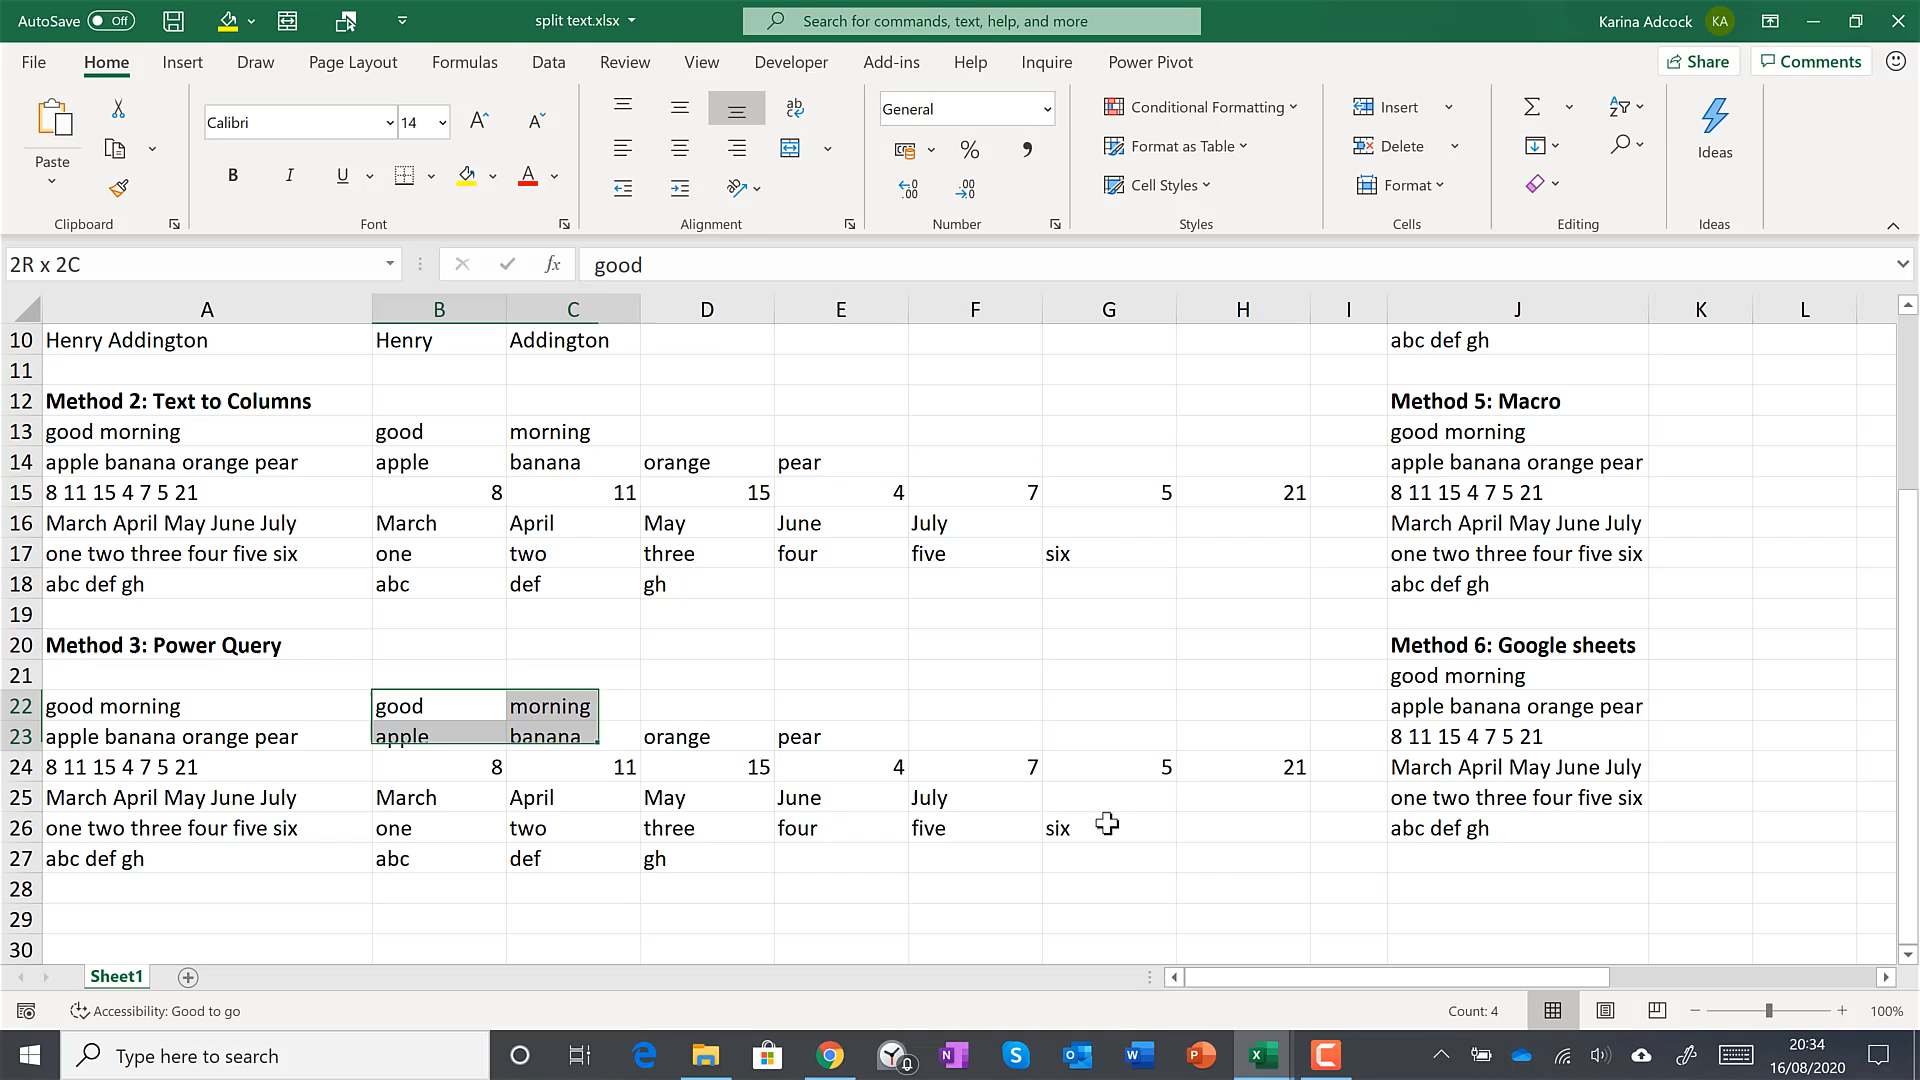 AutoSave Off split text.xlsx Search for commands, text, help, and more Karina Adcock KA
File Home Insert Draw Page Layout Formulas Data Review View Developer Add-ins Help Inquire Power Pivot Share Comments
Paste Calibri 14 General Conditional Formatting Insert
Format as Table Delete Ideas
B I U A % Cell Styles Format
Clipboard Font Alignment Number Styles Cells Editing Ideas
2R x 2C fx good
A B C D E F G H I J K L
10 Henry Addington Henry Addington abc def gh
11
12 Method 2: Text to Columns Method 5: Macro
13 good morning good morning good morning
14 apple banana orange pear apple banana orange pear apple banana orange pear
15 8 11 15 4 7 5 21 8 11 15 4 7 5 21 8 11 15 4 7 5 21
16 March April May June July March April May June July March April May June July
17 one two three four five six one two three four five six one two three four five six
18 abc def gh abc def gh abc def gh
19
20 Method 3: Power Query Method 6: Google sheets
21 good morning
22 good morning good morning apple banana orange pear
23 apple banana orange pear apple banana orange pear 8 11 15 4 7 5 21
24 8 11 15 4 7 5 21 8 11 15 4 7 5 21 March April May June July
25 March April May June July March April May June July one two three four five six
26 one two three four five six one two three four five six abc def gh
27 abc def gh abc def gh
28
29
30
Sheet1
Accessibility: Good to go Count: 4 100%
Type here to search 20:34
16/08/2020